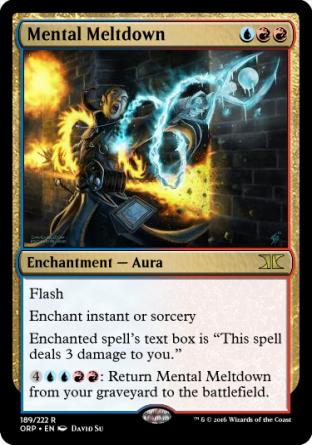 Mental Meltdown
Enchantment — Aura
Flash
Enchant instant or sorcery
Enchanted spell's text box is “This spell
deals 3 damage to you.”
4: Return Mental Meltdown
from your graveyard to the battlefield.
189/222 R
ORP • EN DAVID SU
™ & © 2016 Wizards of the Coast